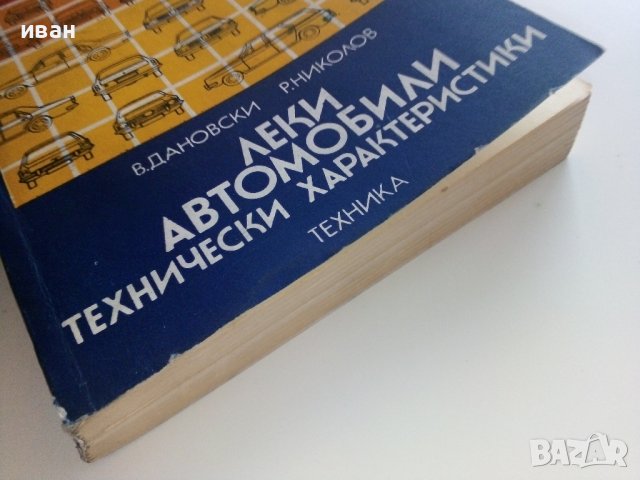 иван
В.ДАНОВСКИ Р.НИКОЛОВ
ЛЕКИ
АВТОМОБИЛИ
ТЕХНИЧЕСКИ ХАРАКТЕРИСТИКИ
ТЕХНИКА
BAZAR